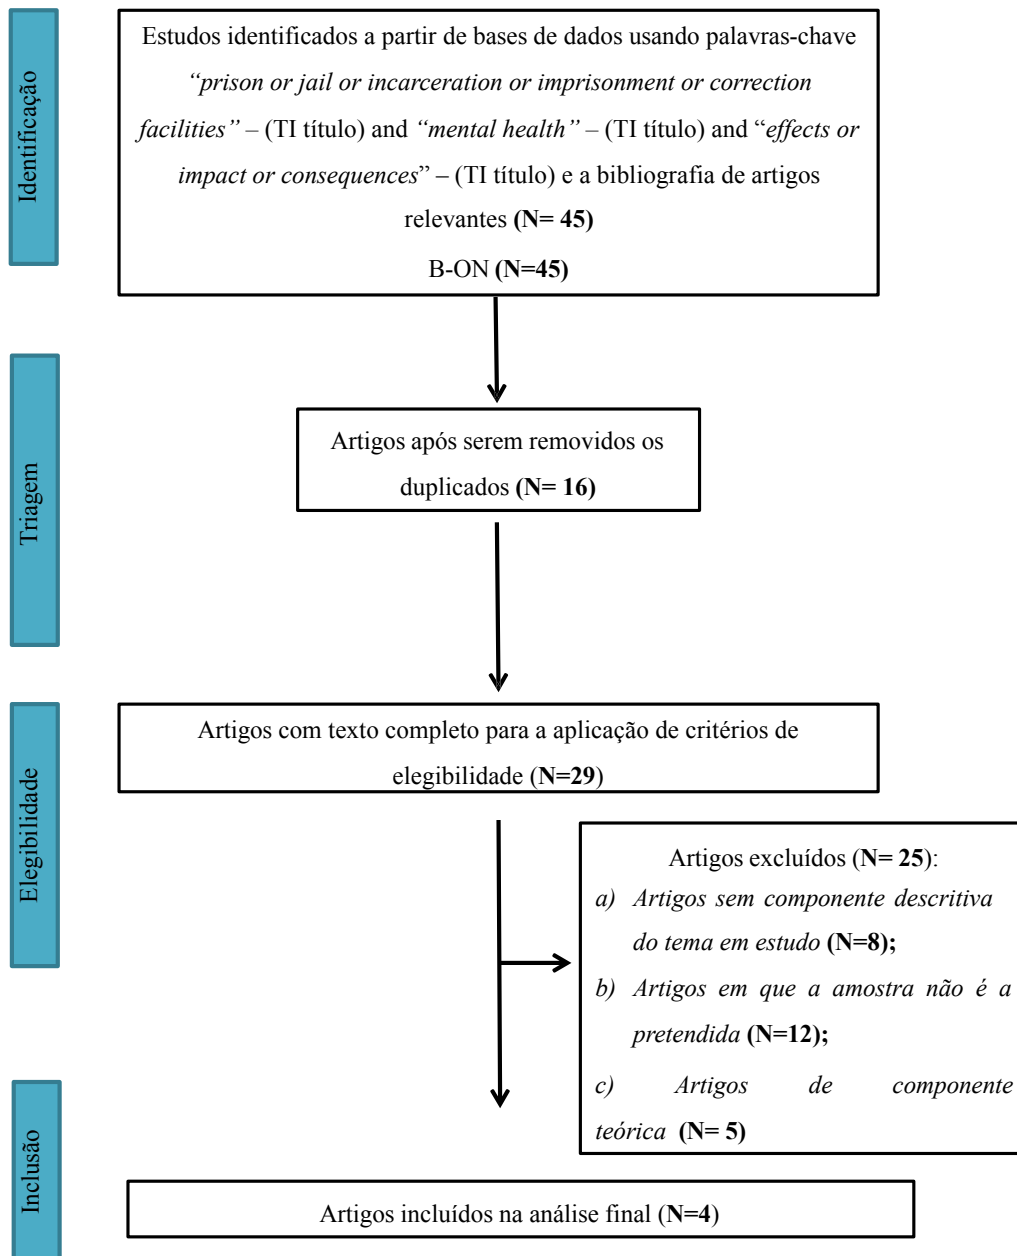 Identificação
Estudos identificados a partir de bases de dados usando palavras-chave
“prison or jail or incarceration or imprisonment or correction
facilities” – (TI título) and “mental health” – (TI título) and “effects or
impact or consequences” – (TI título) e a bibliografia de artigos
relevantes (N= 45)
B-ON (N=45)
Triagem
Artigos após serem removidos os
duplicados (N= 16)
Elegibilidade
Artigos com texto completo para a aplicação de critérios de
elegibilidade (N=29)
Artigos excluídos (N= 25):
a) Artigos sem componente descritiva
do tema em estudo (N=8);
b) Artigos em que a amostra não é a
pretendida (N=12);
c) Artigos de componente
teórica (N= 5)
Inclusão
Artigos incluídos na análise final (N=4)